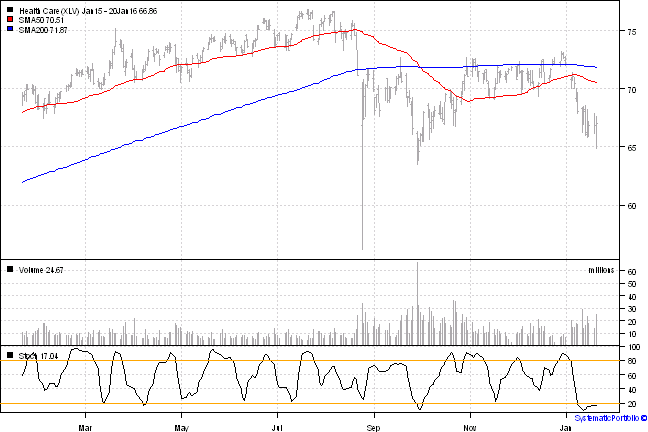 Health Care (XLV) Jan15 - 20Jan16 66.86
SMA50 70.51
SMA200 71.87
75
70
65
60
Volume 24.67
millions
60
50
40
30
20
10
Stoch 17.04
100
80
60
40
20
Mar May Jul Sep Nov Jan
SystematicPortfolio ©